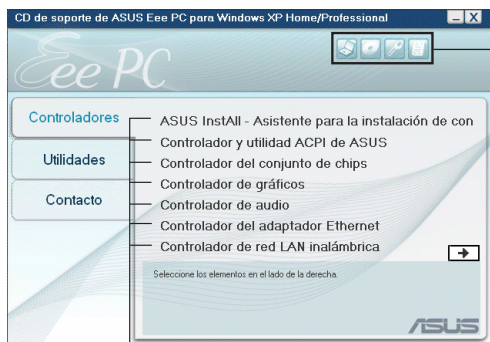 CD de soporte de ASUS Eee PC para Windows XP Home/Professional
Eee PC
Controladores
Utilidades
Contacto
ASUS InstAll - Asistente para la instalación de con
Controlador y utilidad ACPI de ASUS
Controlador del conjunto de chips
Controlador de gráficos
Controlador de audio
Controlador del adaptador Ethernet
Controlador de red LAN inalámbrica
Seleccione los elementos en el lado de la derecha.
ASUS